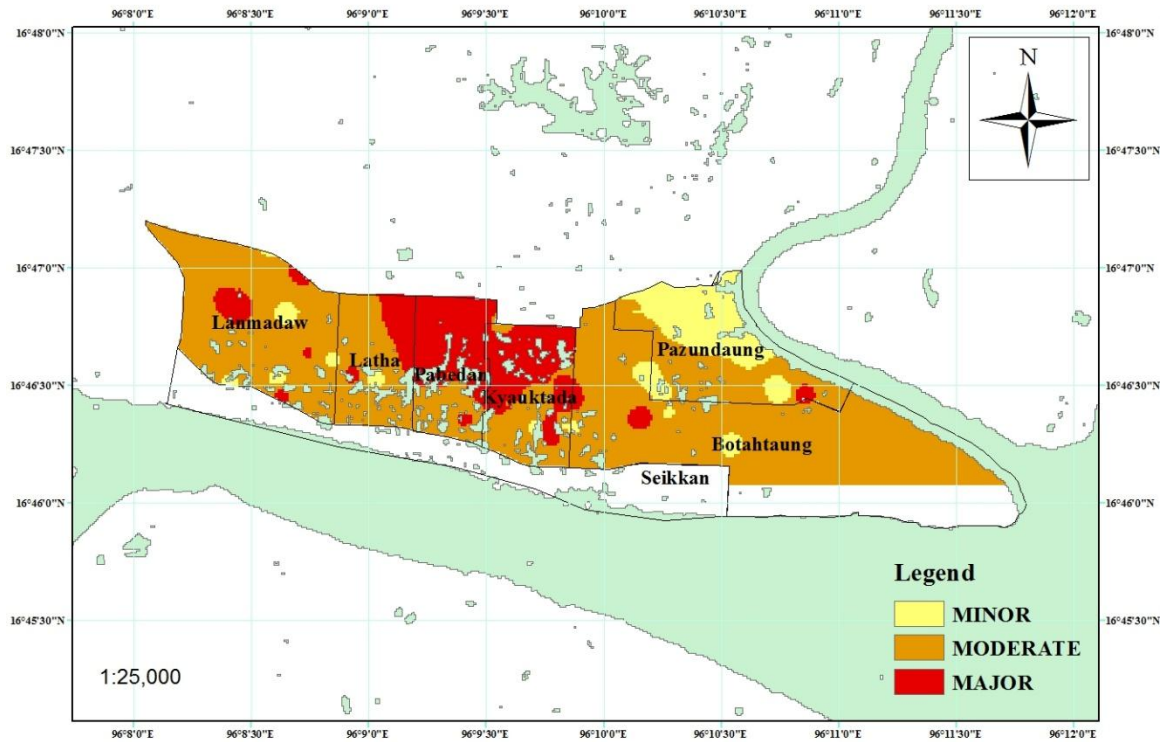 96°8'0"E 96°8'30"E 96°9'0"E 96°9'30"E 96°10'0"E 96°10'30"E 96°11'0"E 96°11'30"E 96°12'0"E
16°48'0"N 16°48'0"N
N
16°47'30"N 16°47'30"N
16°47'0"N 16°47'0"N
Lanmadaw
Latha
Pabedan
Kyauktada
Pazundaung
16°46'30"N 16°46'30"N
Botahtaung
Seikkan
16°46'0"N 16°46'0"N
Legend
MINOR
MODERATE
MAJOR
16°45'30"N 16°45'30"N
1:25,000
96°8'0"E 96°8'30"E 96°9'0"E 96°9'30"E 96°10'0"E 96°10'30"E 96°11'0"E 96°11'30"E 96°12'0"E